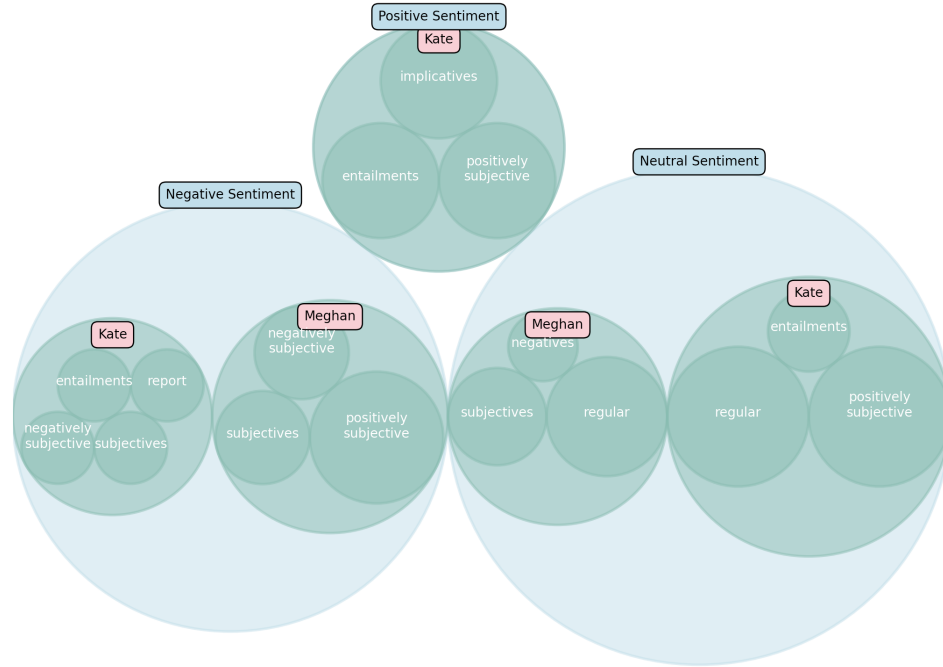 Positive Sentiment
Kate
implicatives
entailments
positively
subjective
Neutral Sentiment
Negative Sentiment
Kate
entailments
report
negatively
subjective
subjectives
Meghan
negatively
subjective
subjectives
positively
subjective
Meghan
negatives
subjectives
regular
Kate
entailments
regular
positively
subjective